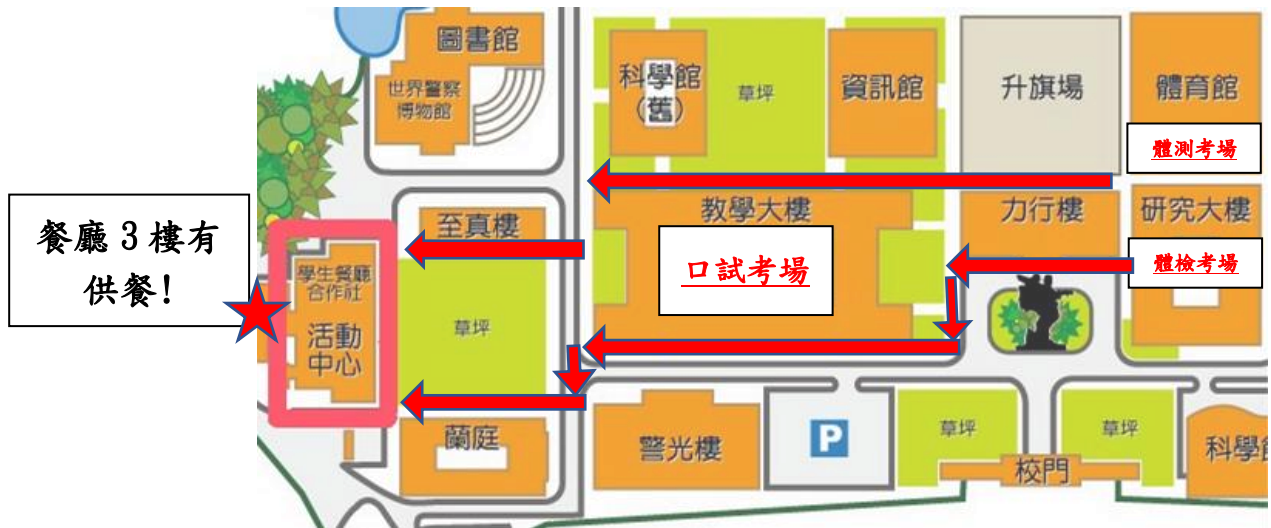 圖書館
世界警察
博物館
科學館
(舊)
草坪
資訊館
升旗場
體育館
體測考場
餐廳 3 樓有
供餐!
至真樓
教學大樓
力行樓
研究大樓
口試考場
體檢考場
學生餐廳
合作社
活動
中心
草坪
蘭庭
警光樓
P
草坪
草坪
校門
科學